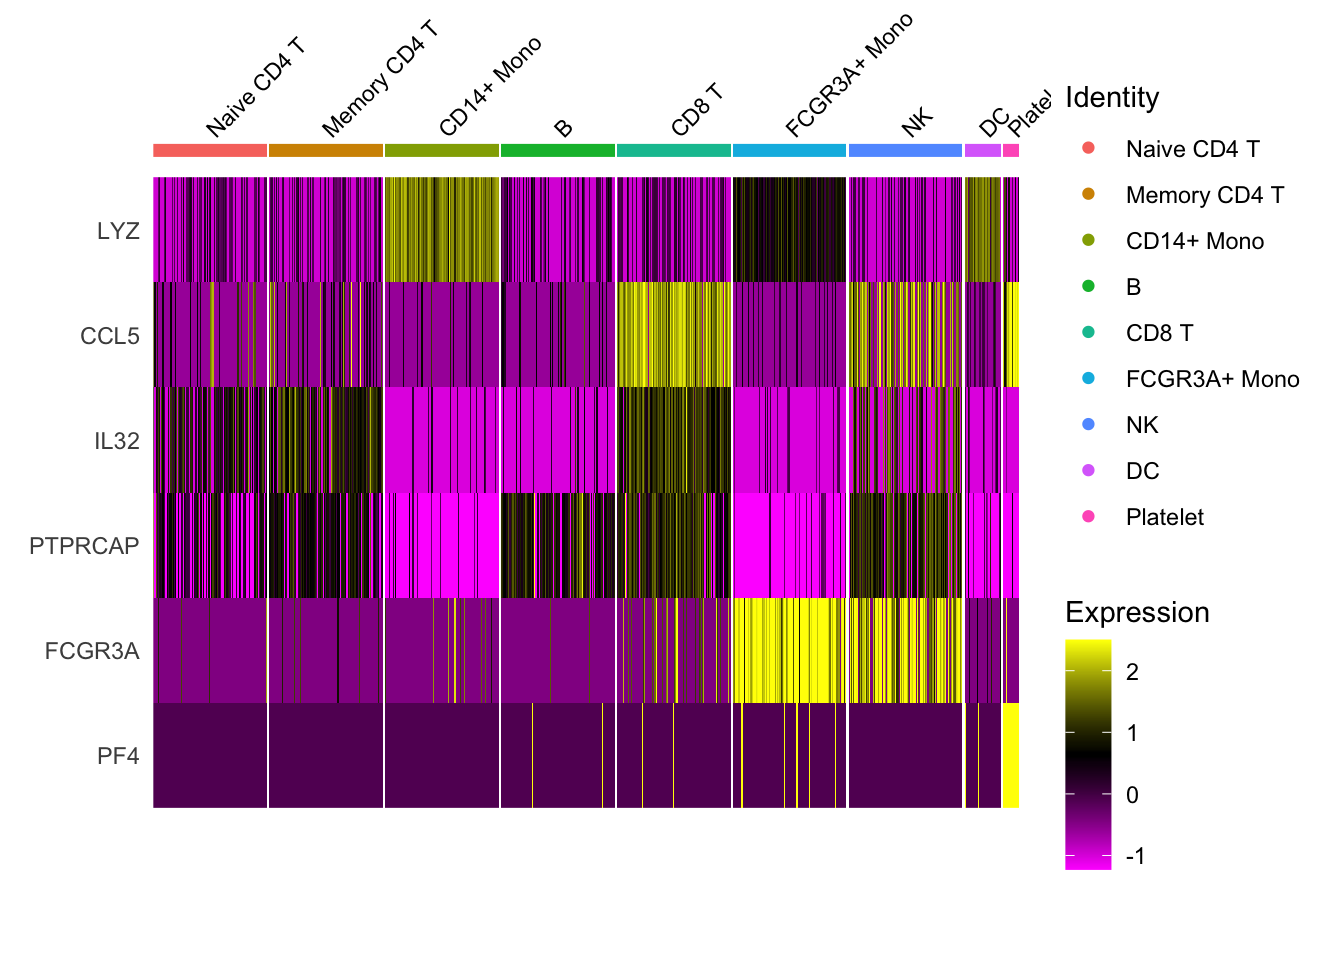 Naive CD4 T
Memory CD4 T
CD14+ Mono
B
CD8 T
FCGR3A+ Mono
NK
DC
Platel
LYZ
CCL5
IL32
PTPRCAP
FCGR3A
PF4
Identity
Naive CD4 T
Memory CD4 T
CD14+ Mono
B
CD8 T
FCGR3A+ Mono
NK
DC
Platelet
Expression
2
1
0
-1